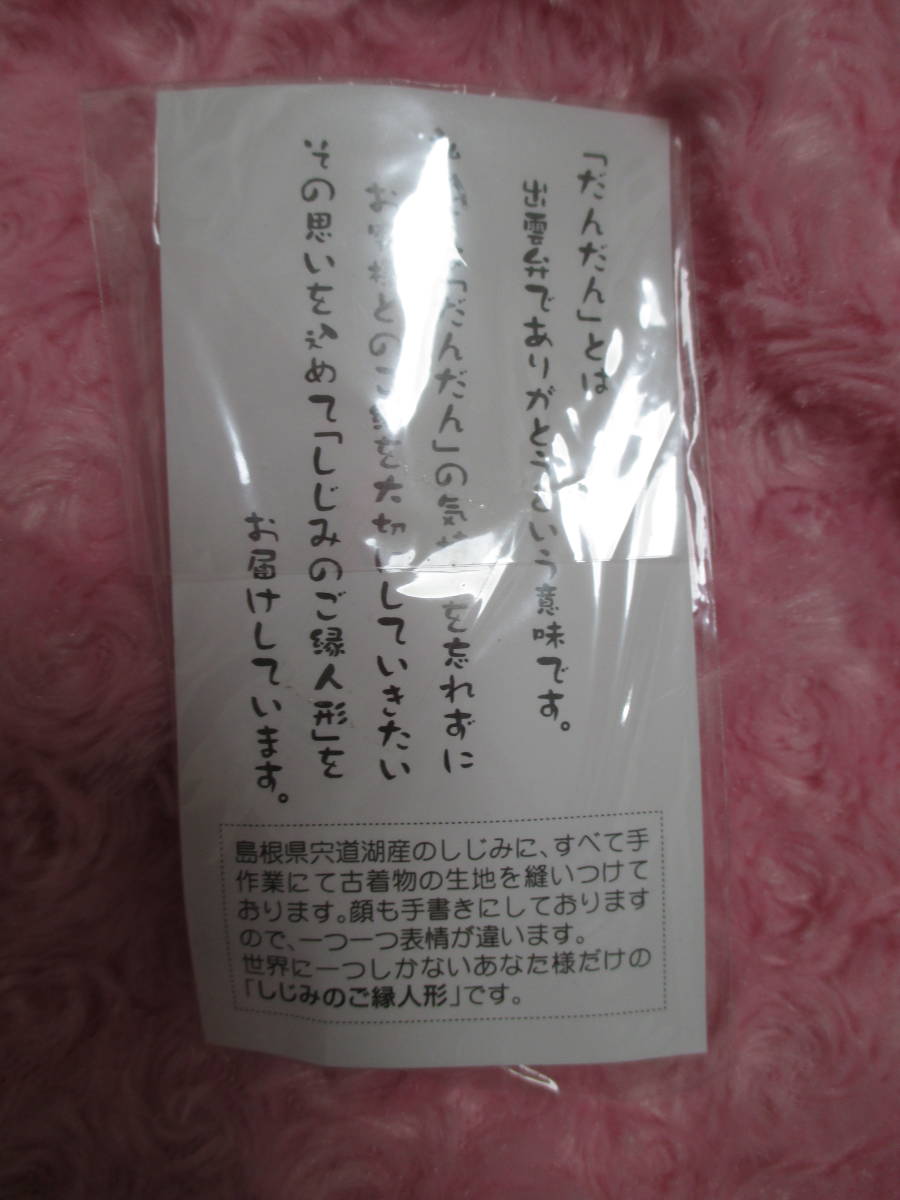 「だんだん」とは
出雲弁でありがとうという意味です。
「だんだん」の気持を忘れずに
お客様とのご縁を大切にしていきたい
その思いを込めて「しじみのご縁人形」を
お届けしています。
島根県宍道湖産のしじみに、すべて手
作業にて古着物の生地を縫いつけて
おります。顔も手書きにしております
ので、一つ一つ表情が違います。
世界に一つしかないあなた様だけの
「しじみのご縁人形」です。